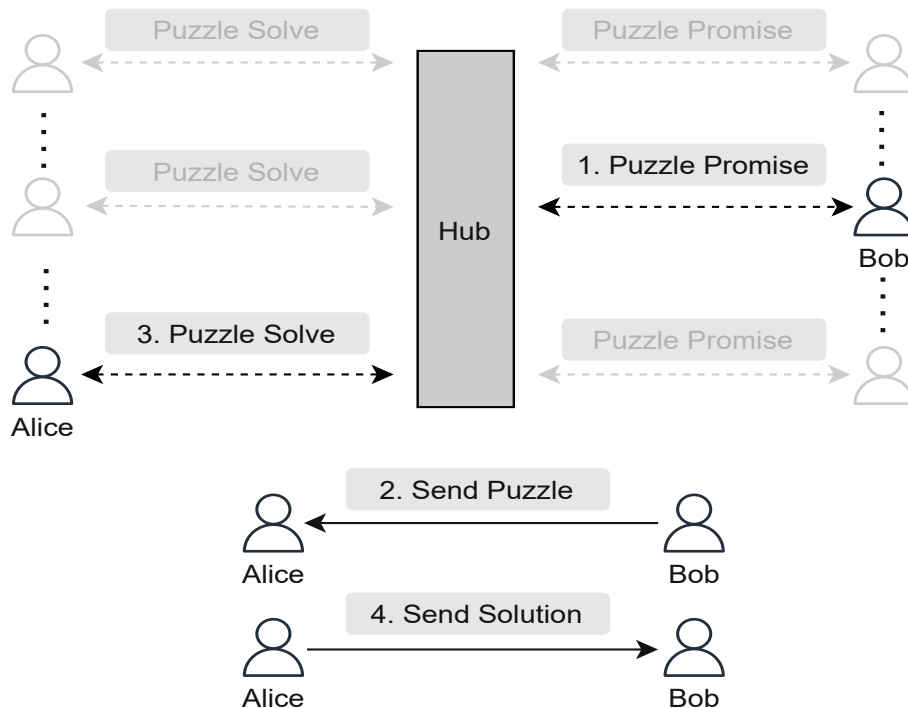 Puzzle Solve
Puzzle Promise
Puzzle Solve
1. Puzzle Promise
Hub
Bob
3. Puzzle Solve
Puzzle Promise
Alice
2. Send Puzzle
Alice
Bob
4. Send Solution
Alice
Bob